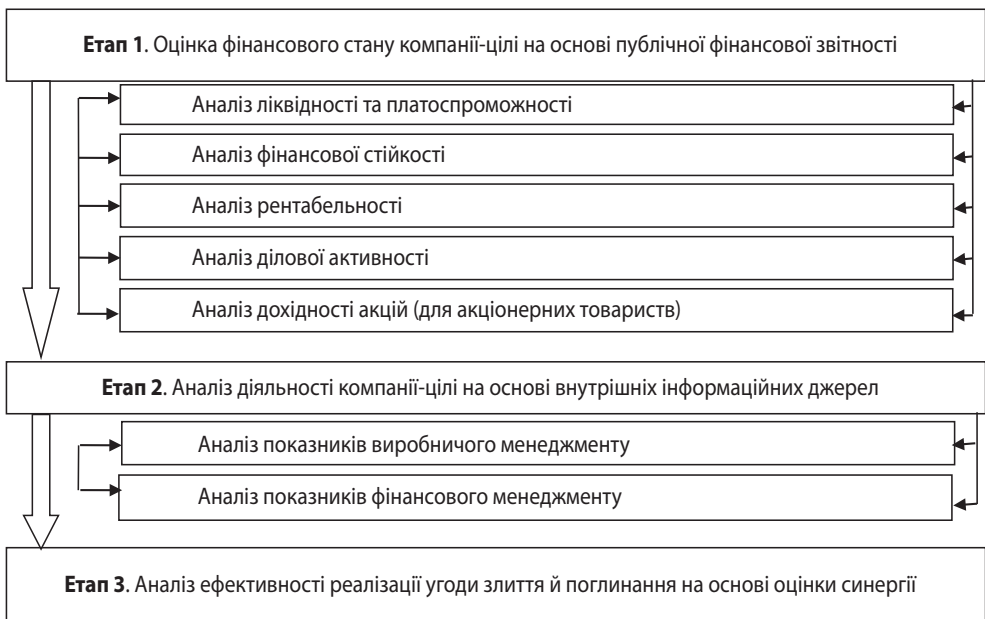 Етап 1. Оцінка фінансового стану компанії-цілі на основі публічної фінансової звітності
Аналіз ліквідності та платоспроможності
Аналіз фінансової стійкості
Аналіз рентабельності
Аналіз ділової активності
Аналіз дохідності акцій (для акціонерних товариств)
Етап 2. Аналіз діяльності компанії-цілі на основі внутрішніх інформаційних джерел
Аналіз показників виробничого менеджменту
Аналіз показників фінансового менеджменту
Етап 3. Аналіз ефективності реалізації угоди злиття й поглинання на основі оцінки синергії